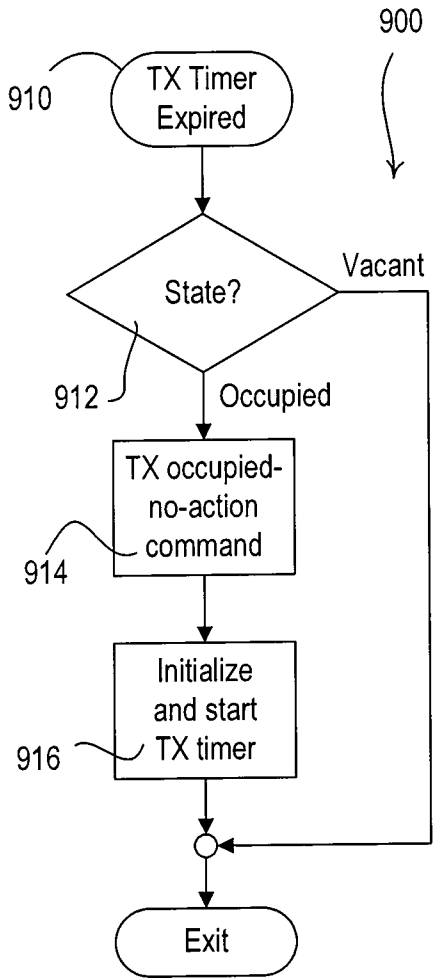 900
910
TX Timer
Expired
State?
Vacant
912
Occupied
TX occupied-
no-action
command
914
Initialize
and start
TX timer
916
Exit